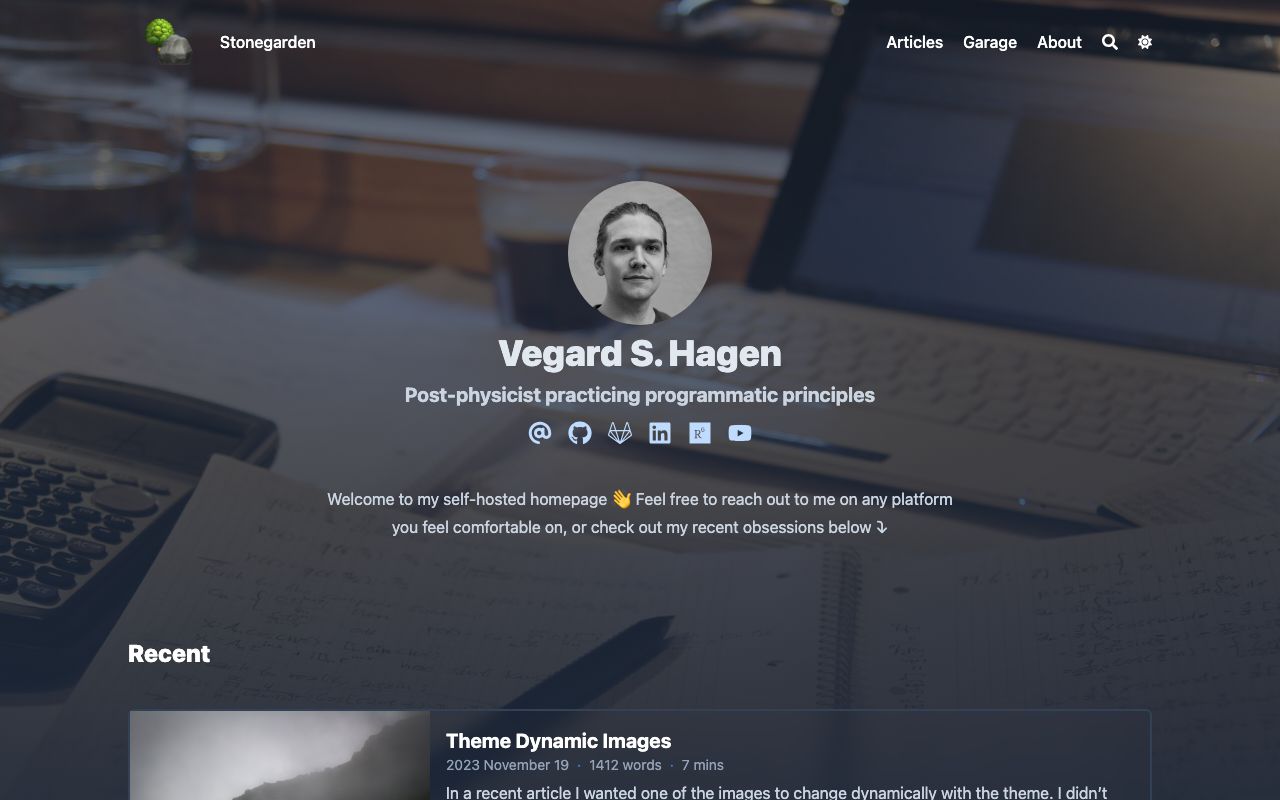 Stonegarden
Articles
Garage
About
Vegard S. Hagen
Post-physicist practicing programmatic principles
Welcome to my self-hosted homepage 👋 Feel free to reach out to me on any platform
you feel comfortable on, or check out my recent obsessions below ⤵
Recent
Theme Dynamic Images
2023 November 19 · 1412 words · 7 mins
In a recent article I wanted one of the images to change dynamically with the theme. I didn't